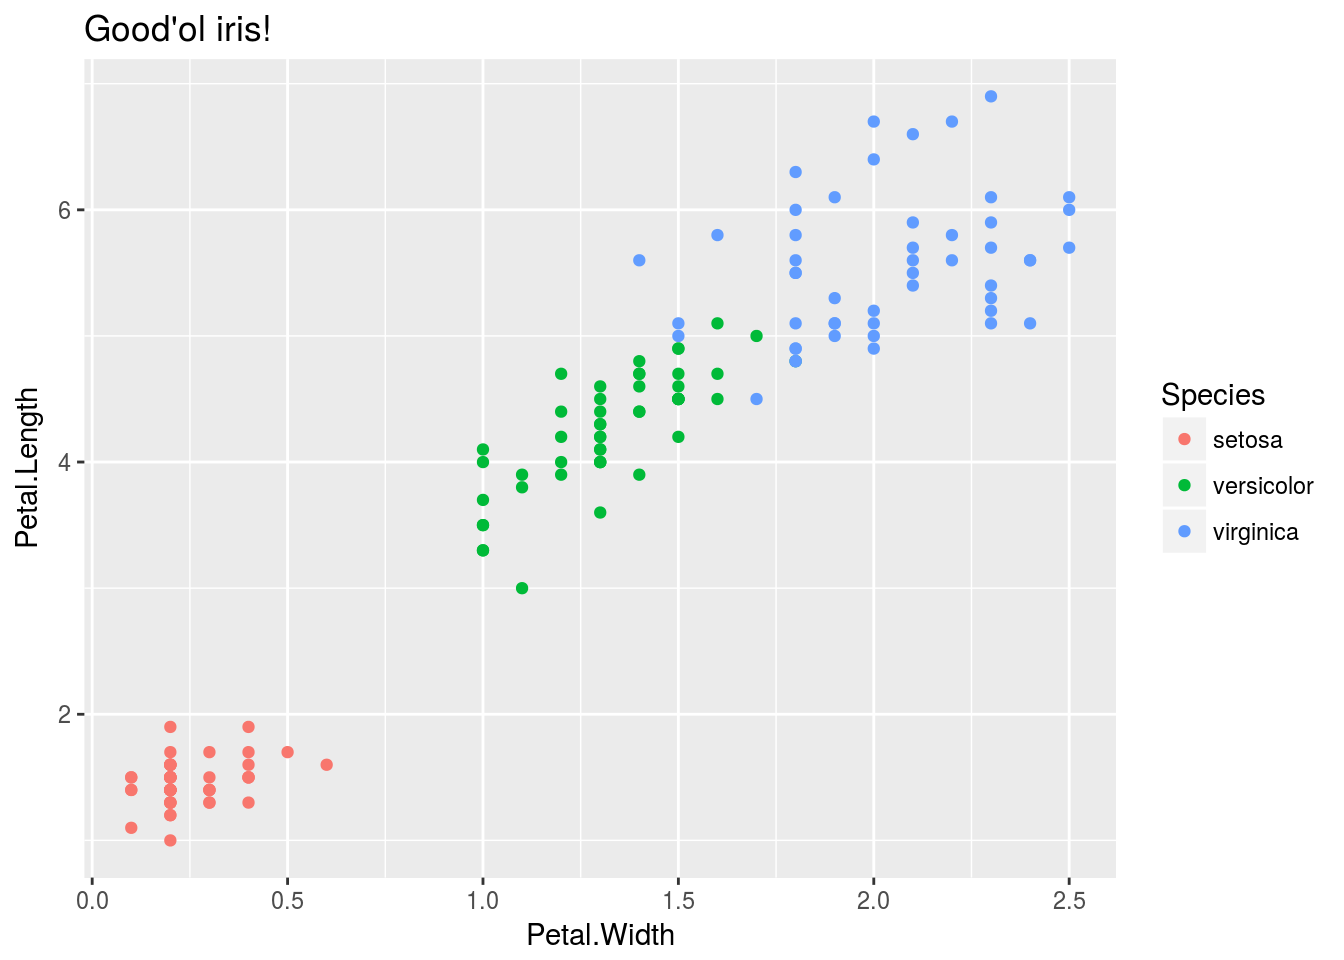 Good'ol iris!
Petal.Length
6
4
2
0.0 0.5 1.0 1.5 2.0 2.5
Petal.Width
Species
setosa
versicolor
virginica